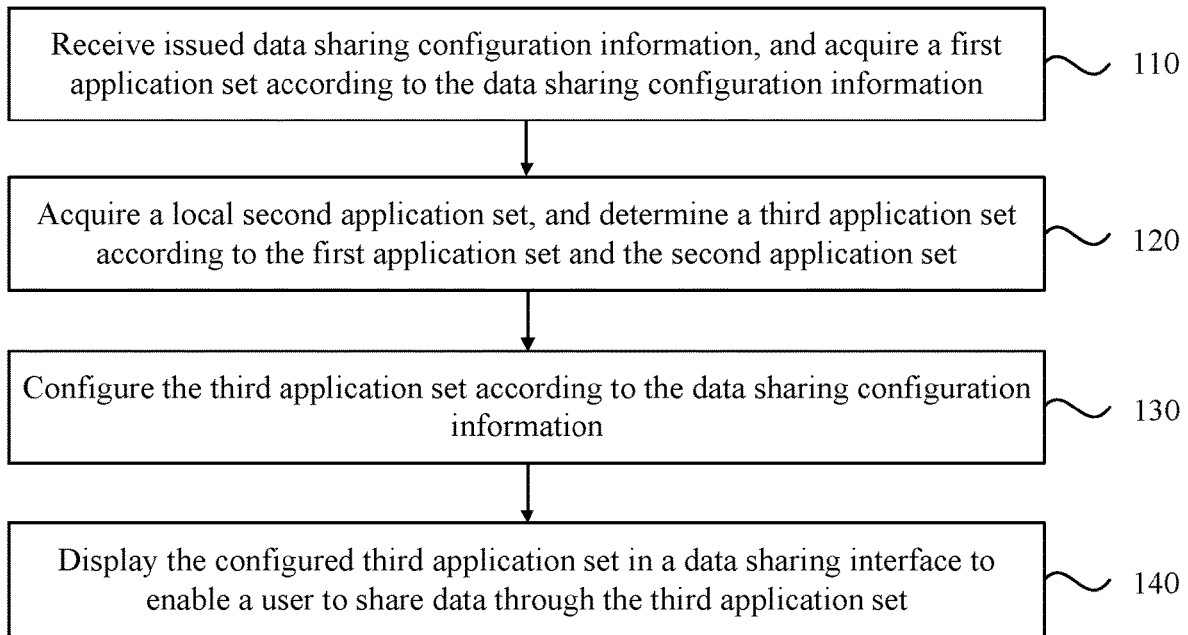 Receive issued data sharing configuration information, and acquire a first
application set according to the data sharing configuration information
110
Acquire a local second application set, and determine a third application set
according to the first application set and the second application set
120
Configure the third application set according to the data sharing configuration
information
130
Display the configured third application set in a data sharing interface to
enable a user to share data through the third application set
140